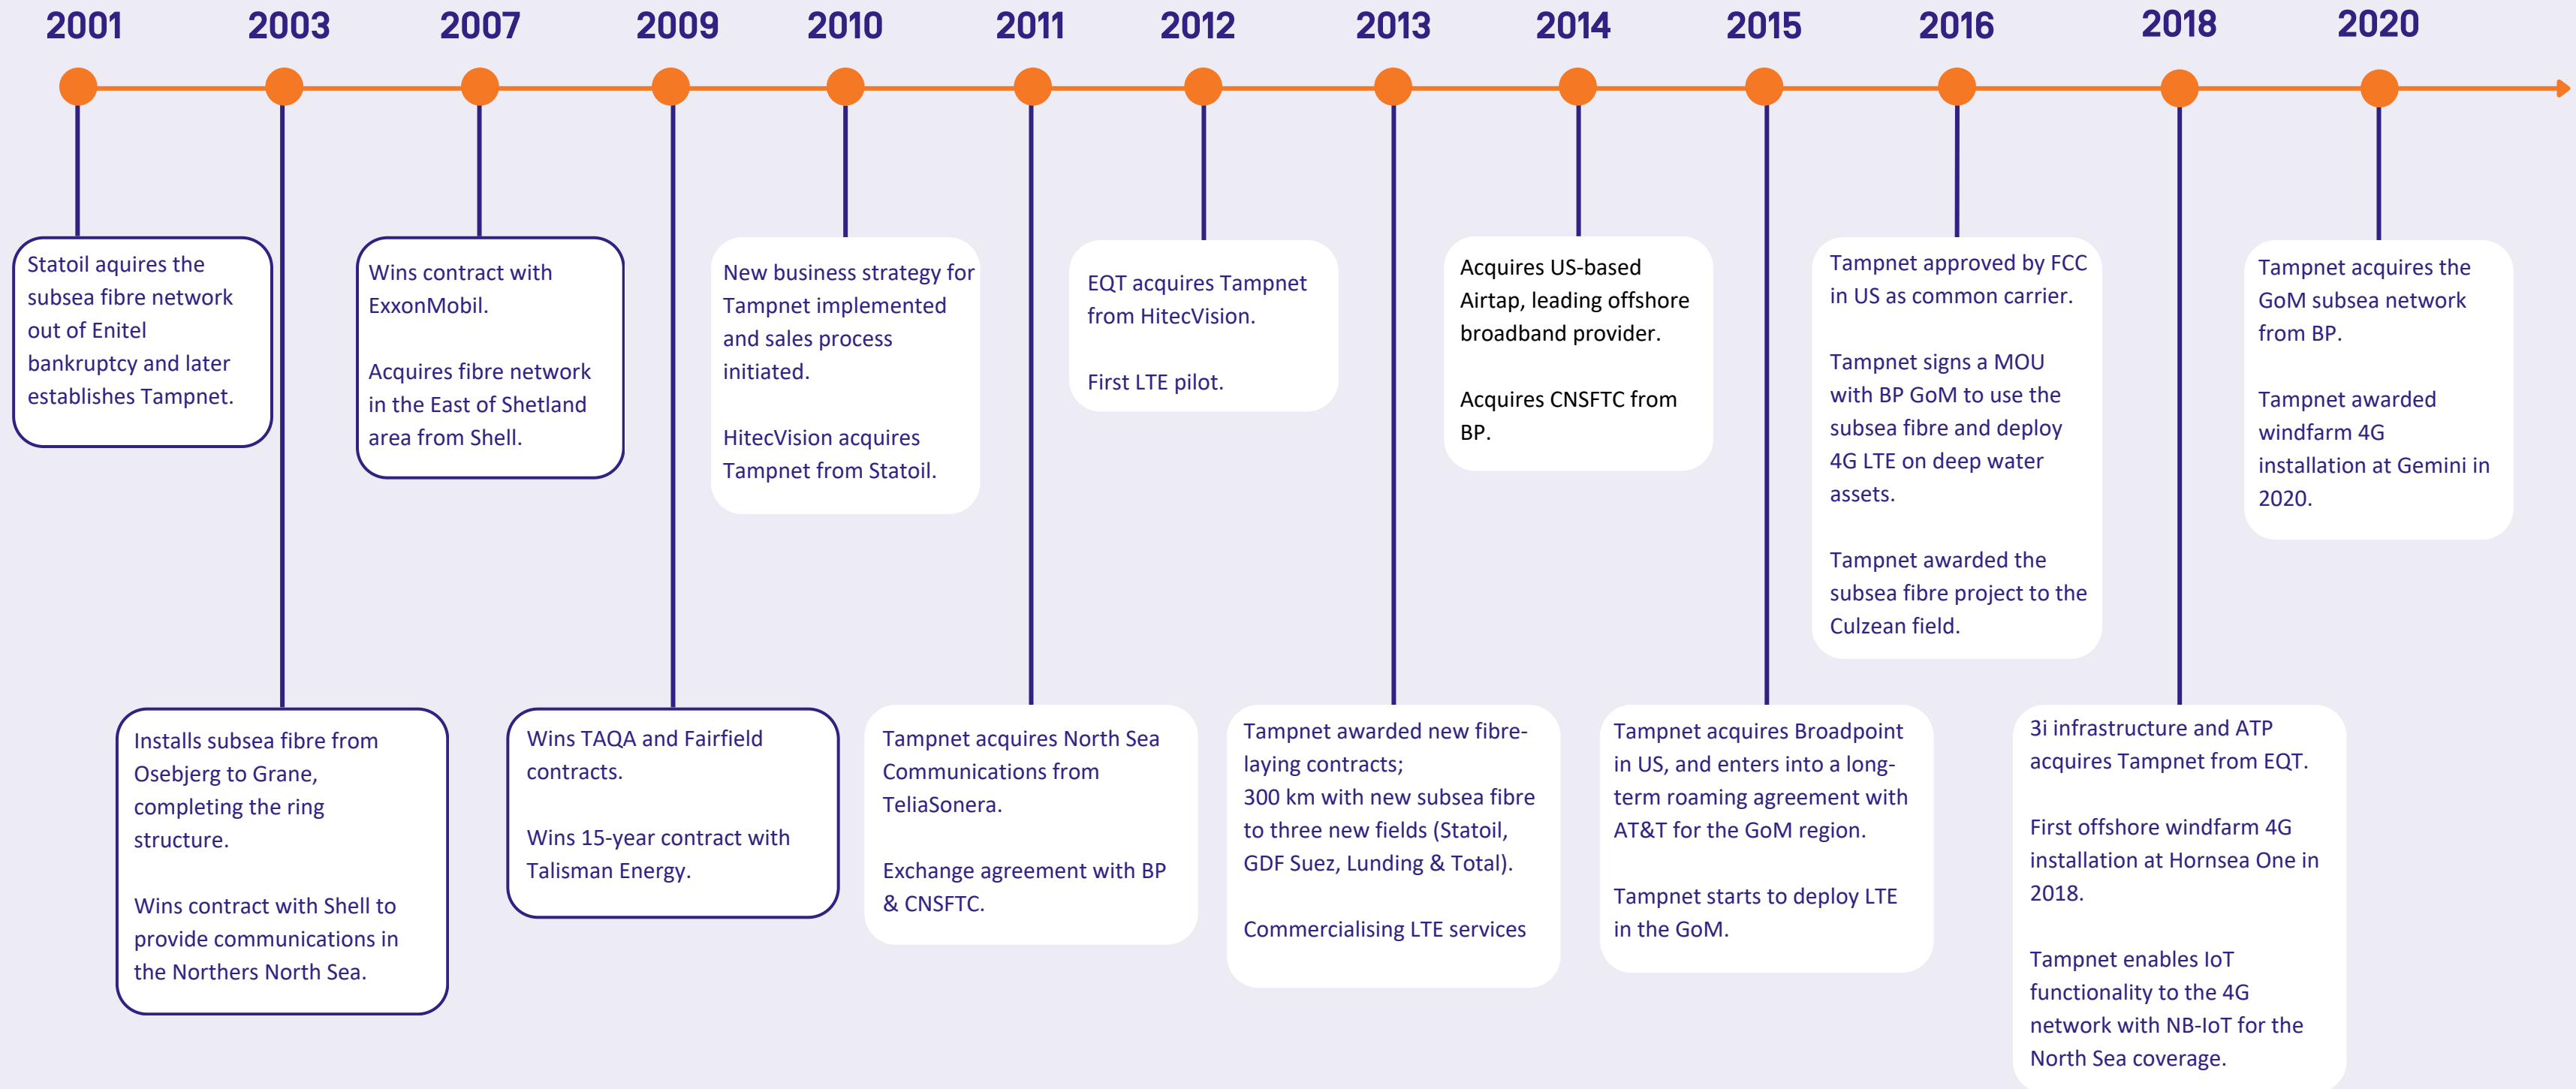 2001
2003
2007
2009
2010
2011
2012
2013
2014
2015
2016
2018
2020
Statoil aquires the
subsea fibre network
out of Enitel
bankruptcy and later
establishes Tampnet.
Installs subsea fibre from
Osebjerg to Grane,
completing the ring
structure.
Wins contract with Shell to
provide communications in
the Northers North Sea.
Wins contract with
ExxonMobil.
Acquires fibre network
in the East of Shetland
area from Shell.
Wins TAQA and Fairfield
contracts.
Wins 15-year contract with
Talisman Energy.
New business strategy for
Tampnet implemented
and sales process
initiated.
HitecVision acquires
Tampnet from Statoil.
Tampnet acquires North Sea
Communications from
TeliaSonera.
Exchange agreement with BP
& CNSFTC.
EQT acquires Tampnet
from HitecVision.
First LTE pilot.
Tampnet awarded new fibre-
laying contracts;
300 km with new subsea fibre
to three new fields (Statoil,
GDF Suez, Lunding & Total).
Commercialising LTE services
Acquires US-based
Airtap, leading offshore
broadband provider.
Acquires CNSFTC from
BP.
Tampnet acquires Broadpoint
in US, and enters into a long-
term roaming agreement with
AT&T for the GoM region.
Tampnet starts to deploy LTE
in the GoM.
Tampnet approved by FCC
in US as common carrier.
Tampnet signs a MOU
with BP GoM to use the
subsea fibre and deploy
4G LTE on deep water
assets.
Tampnet awarded the
subsea fibre project to the
Culzean field.
3i infrastructure and ATP
acquires Tampnet from EQT.
First offshore windfarm 4G
installation at Hornsea One in
2018.
Tampnet enables IoT
functionality to the 4G
network with NB-IoT for the
North Sea coverage.
Tampnet acquires the
GoM subsea network
from BP.
Tampnet awarded
windfarm 4G
installation at Gemini in
2020.